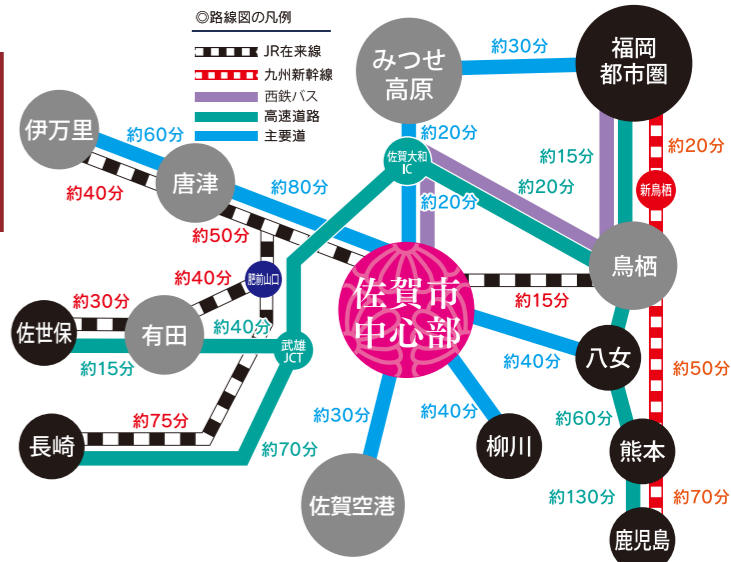 ◎路線図の凡例
JR在来線
九州新幹線
西鉄バス
高速道路
主要道
みつせ
高原
約30分
福岡
都市圏
伊万里
約60分
約20分
佐賀大和
IC
約15分
約20分
約40分
唐津
約80分
約20分
約20分
新鳥栖
約50分
鳥栖
約40分
肥前山口
佐賀市
中心部
約15分
約30分
佐世保
有田
約40分
武雄
JCT
約15分
約40分
八女
約50分
約75分
約30分
約40分
約60分
長崎
約70分
柳川
熊本
佐賀空港
約130分
約70分
鹿児島